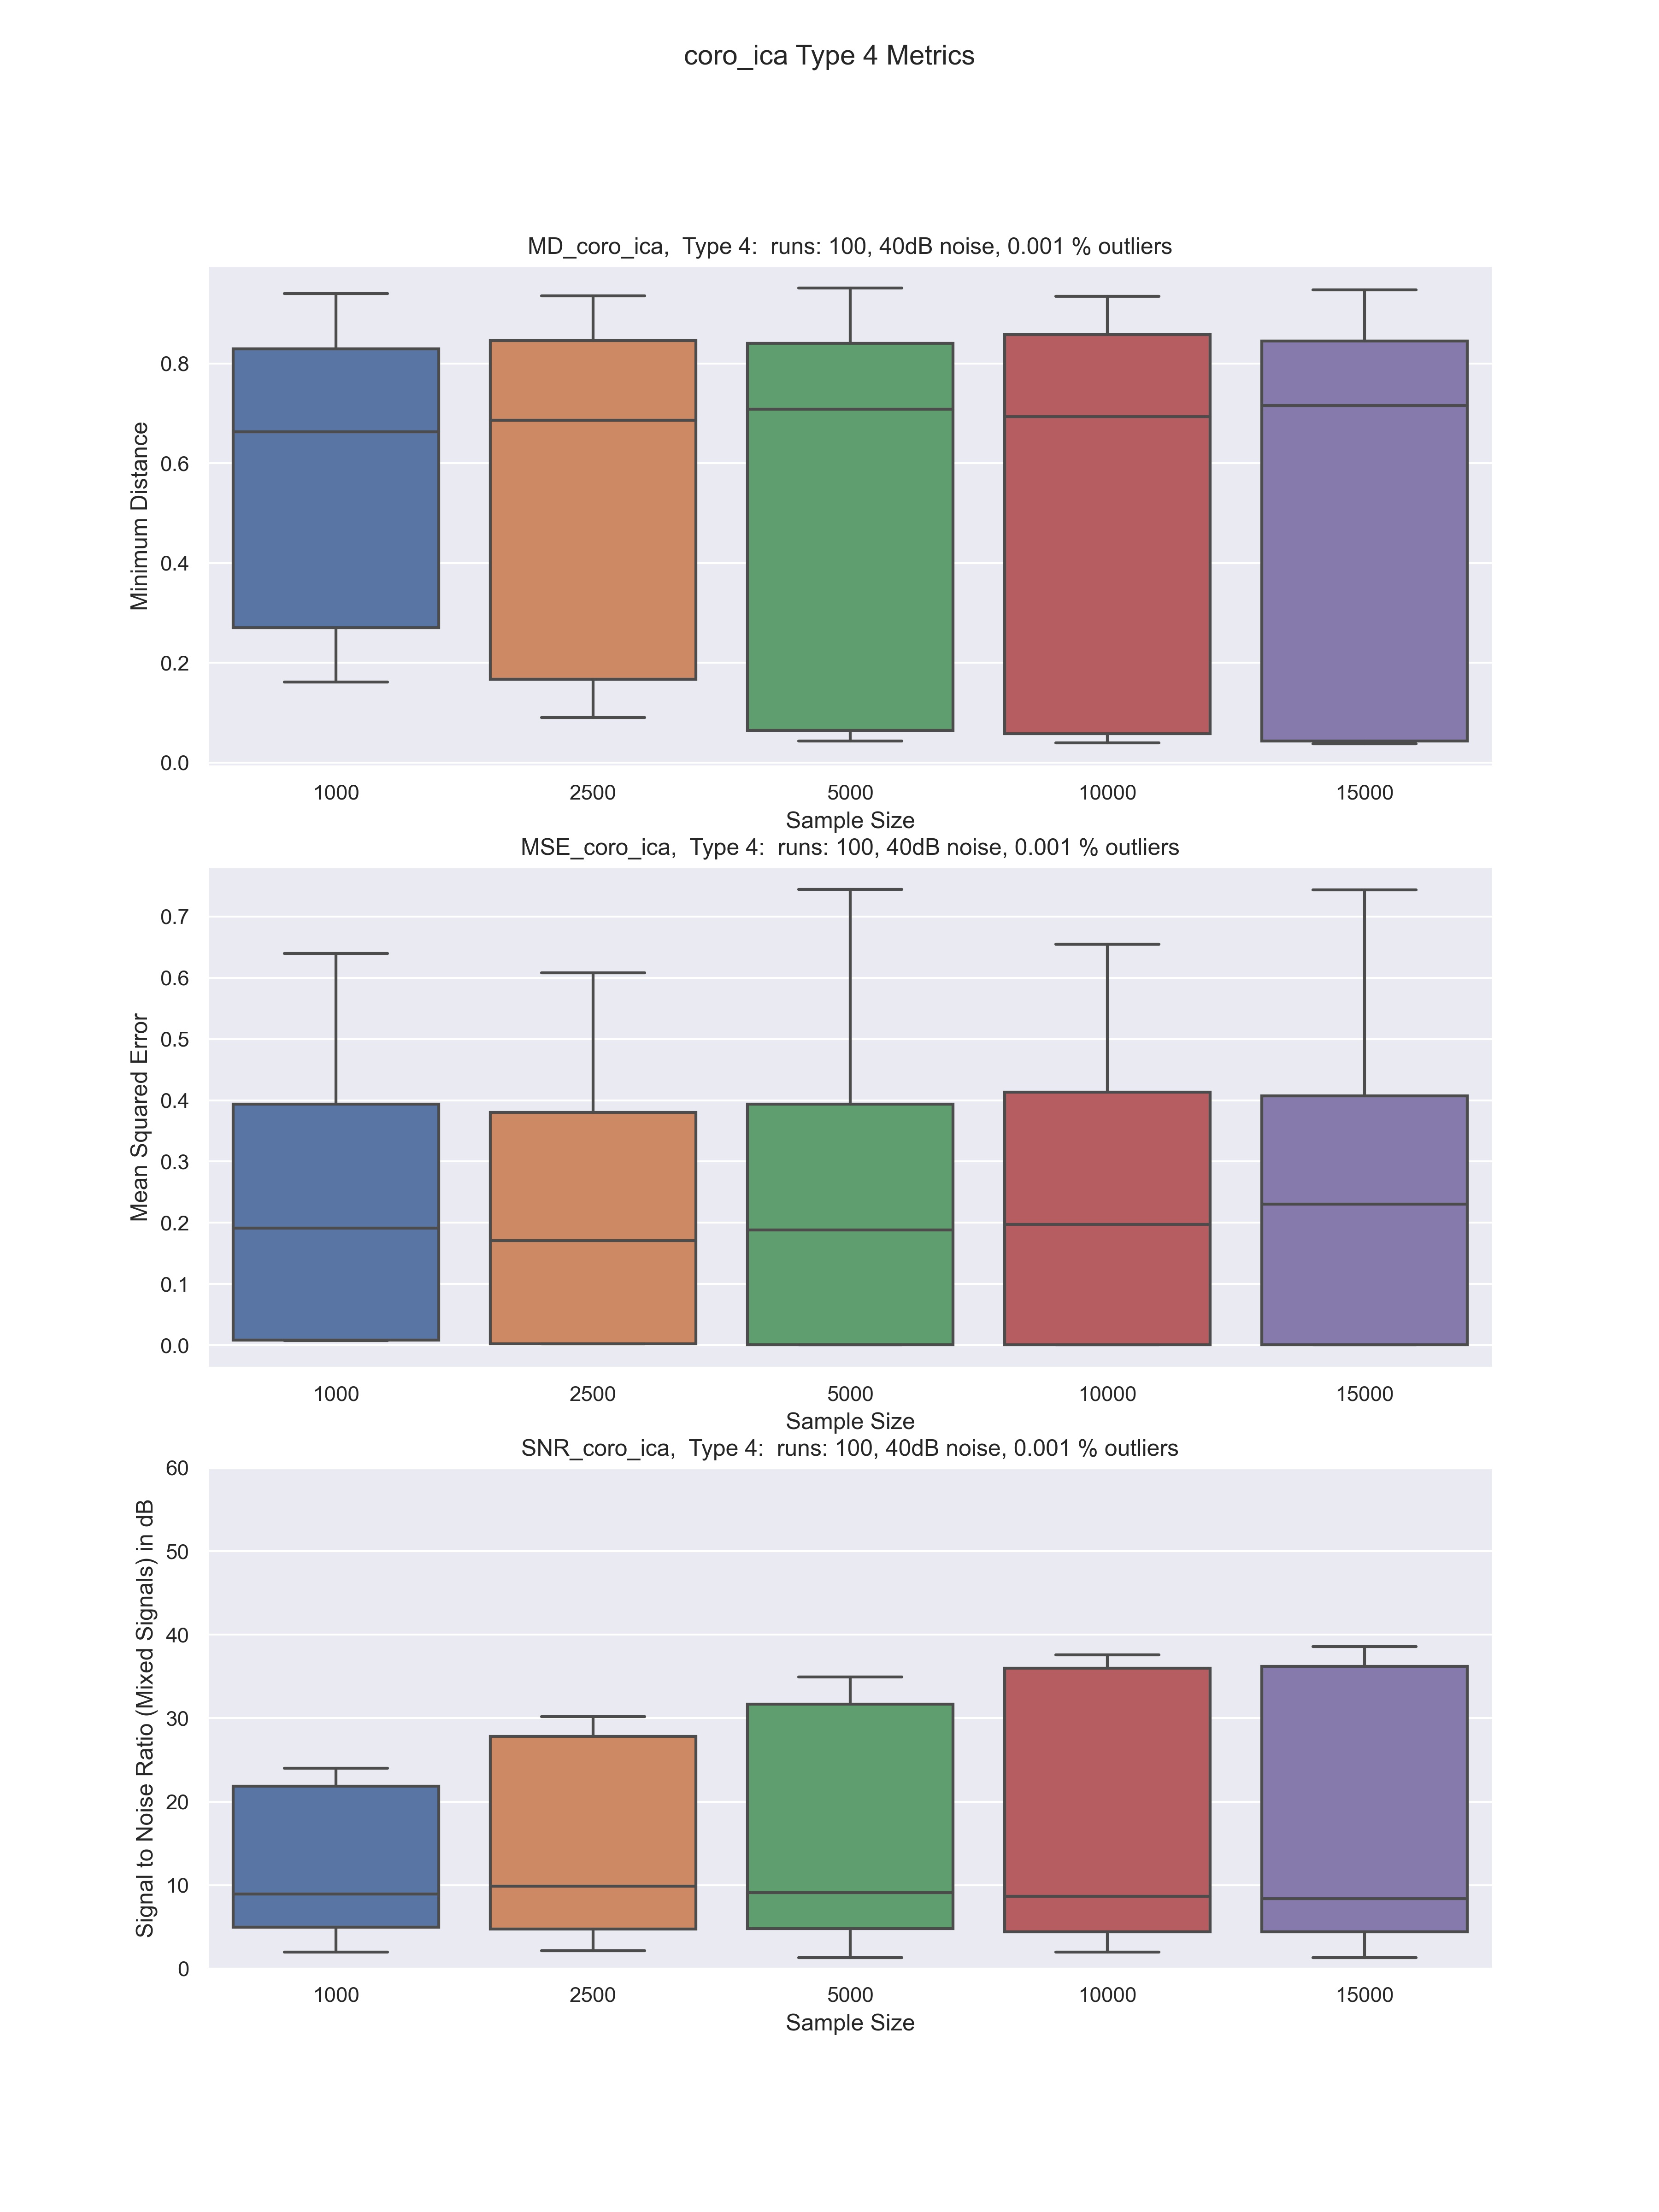 coro_ica Type 4 Metrics
MD_coro_ica,  Type 4:  runs: 100, 40dB noise, 0.001 % outliers
Minimum Distance
0.8
0.6
0.4
0.2
0.0
1000 2500 5000 10000 15000
Sample Size
MSE_coro_ica,  Type 4:  runs: 100, 40dB noise, 0.001 % outliers
Mean Squared Error
0.7
0.6
0.5
0.4
0.3
0.2
0.1
0.0
1000 2500 5000 10000 15000
Sample Size
SNR_coro_ica,  Type 4:  runs: 100, 40dB noise, 0.001 % outliers
Signal to Noise Ratio (Mixed Signals) in dB
60
50
40
30
20
10
0
1000 2500 5000 10000 15000
Sample Size